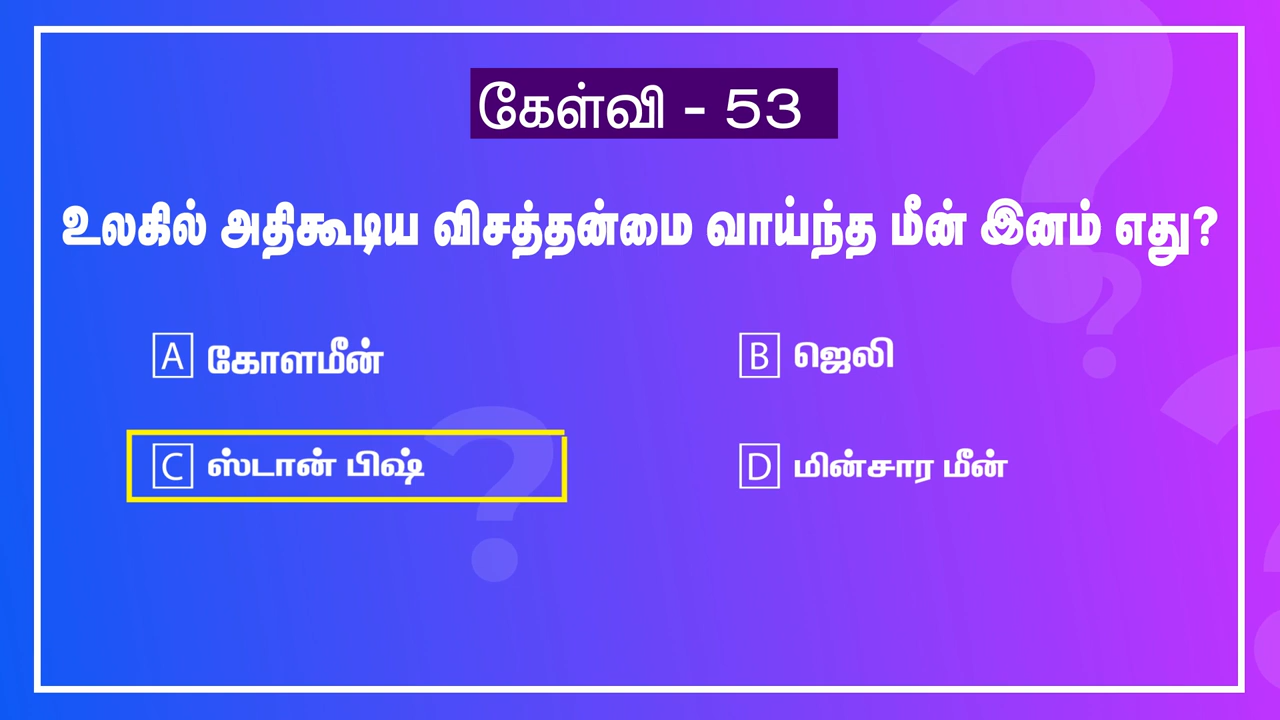 கேள்வி - 53
உலகில் அதிகூடிய விசத்தன்மை வாய்ந்த மீன் இனம் எது?
A கோளமீன்
B ஜெலி
C ஸ்டான் பிஷ்
D மின்சார மீன்